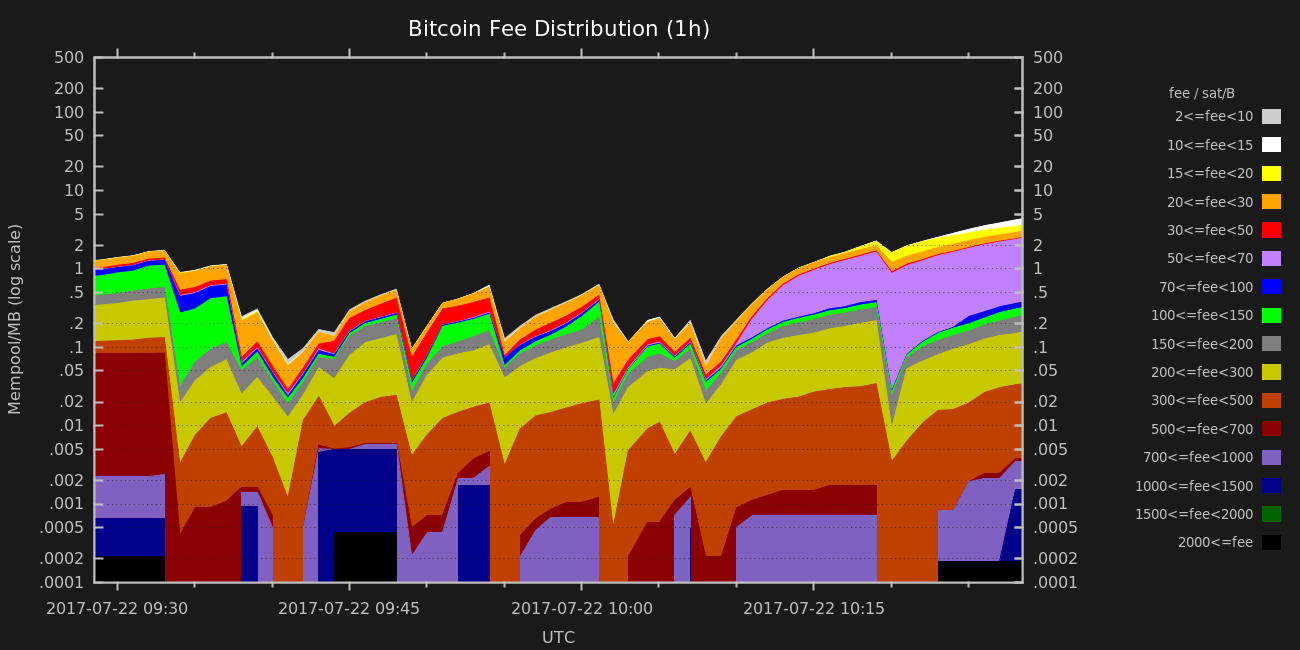 Bitcoin Fee Distribution (1h)
Mempool/MB (log scale)
500
200
100
50
20
10
5
2
1
.5
.2
.1
.05
.02
.01
.005
.002
.001
.0005
.0002
.0001
500
200
100
50
20
10
5
2
1
.5
.2
.1
.05
.02
.01
.005
.002
.001
.0005
.0002
.0001
2017-07-22 09:30
2017-07-22 09:45
2017-07-22 10:00
2017-07-22 10:15
UTC
fee / sat/B
2<=fee<10
10<=fee<15
15<=fee<20
20<=fee<30
30<=fee<50
50<=fee<70
70<=fee<100
100<=fee<150
150<=fee<200
200<=fee<300
300<=fee<500
500<=fee<700
700<=fee<1000
1000<=fee<1500
1500<=fee<2000
2000<=fee